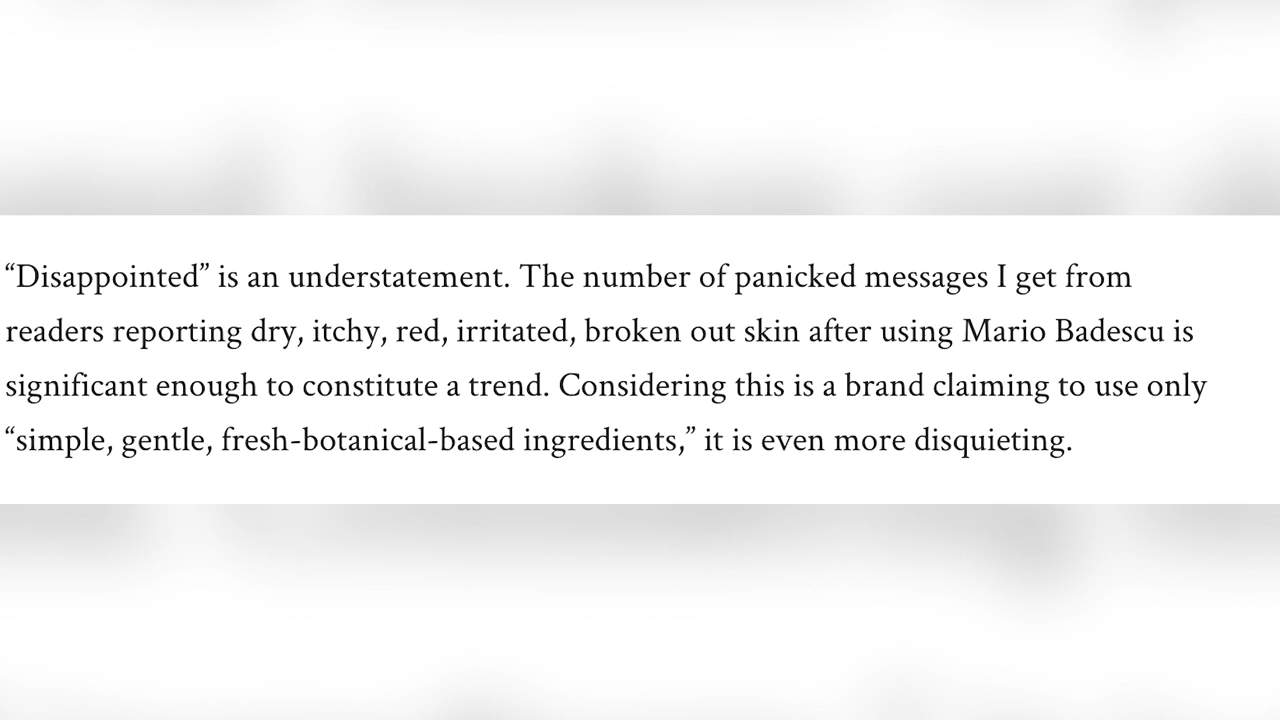 “Disappointed” is an understatement. The number of panicked messages I get from
readers reporting dry, itchy, red, irritated, broken out skin after using Mario Badescu is
significant enough to constitute a trend. Considering this is a brand claiming to use only
“simple, gentle, fresh-botanical-based ingredients,” it is even more disquieting.